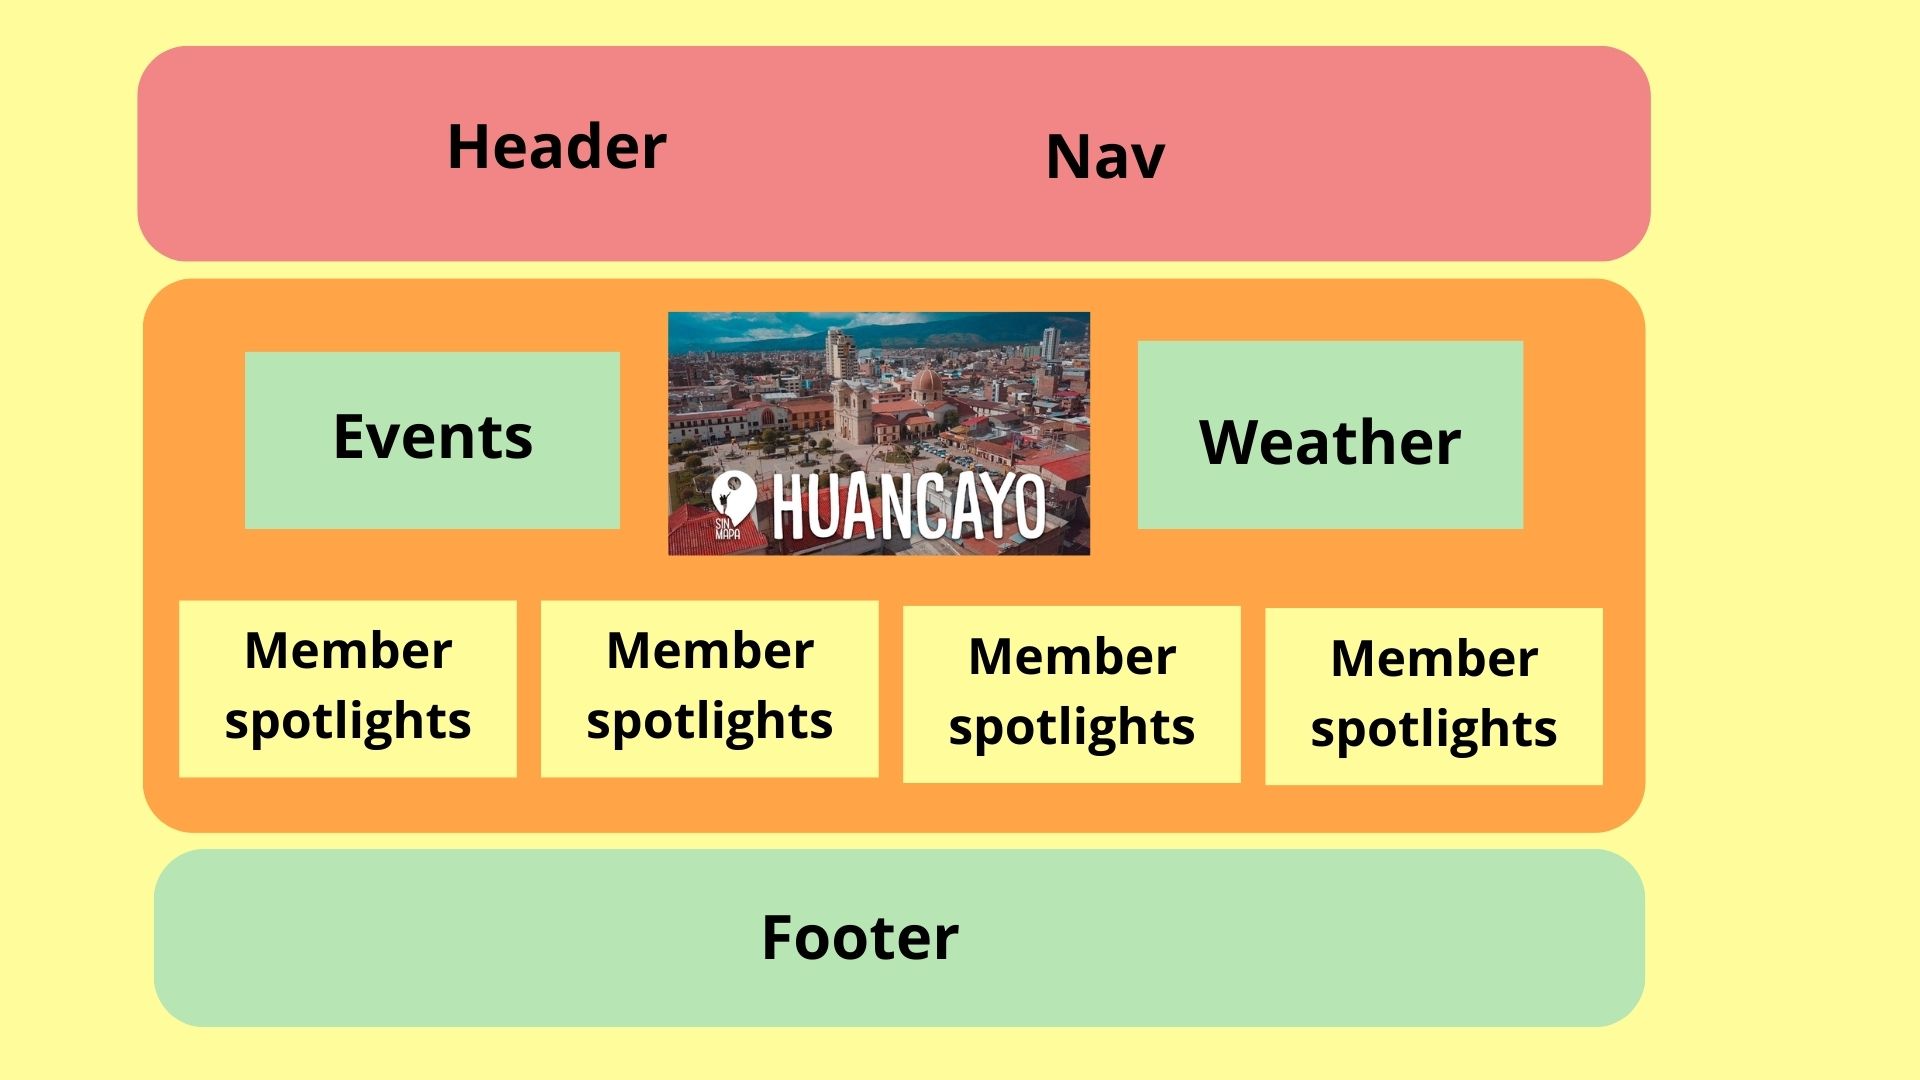 Header
Nav
Events
SIN
MAPA
HUANCAYO
Weather
Member
spotlights
Member
spotlights
Member
spotlights
Member
spotlights
Footer